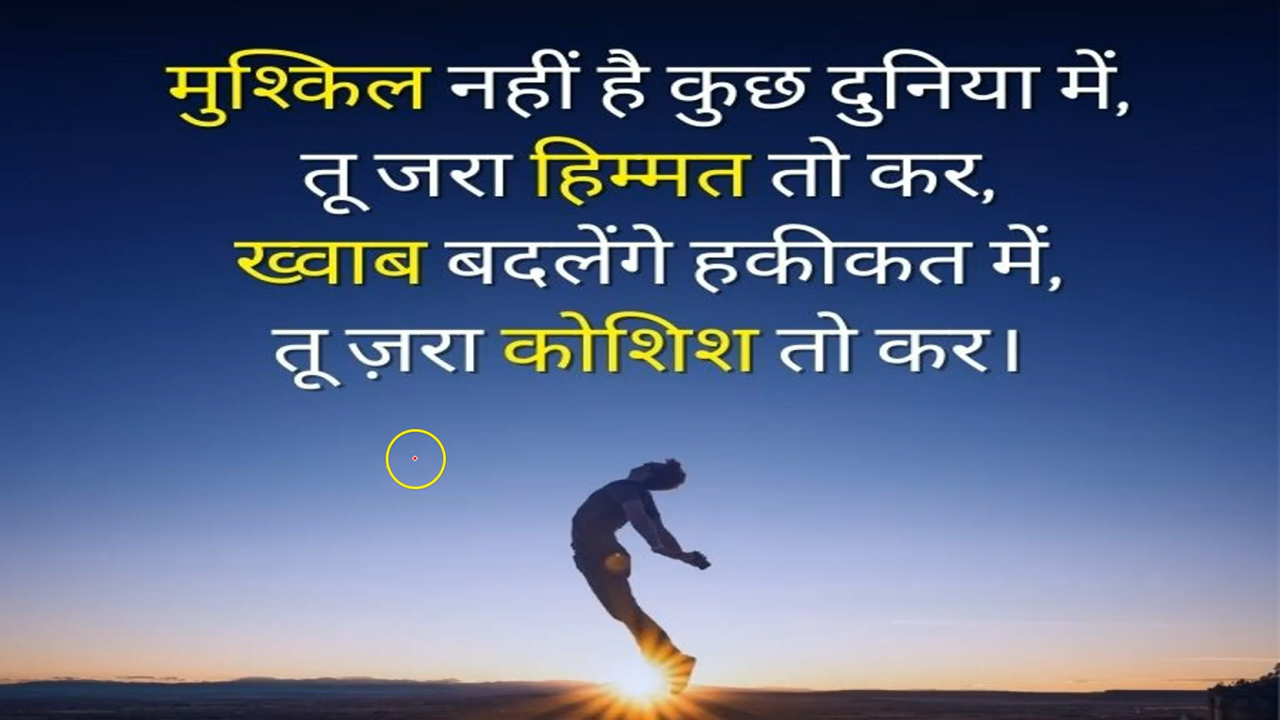 मुश्किल नहीं है कुछ दुनिया में,
तू जरा हिम्मत तो कर,
ख्वाब बदलेंगे हकीकत में,
तू ज़रा कोशिश तो कर।